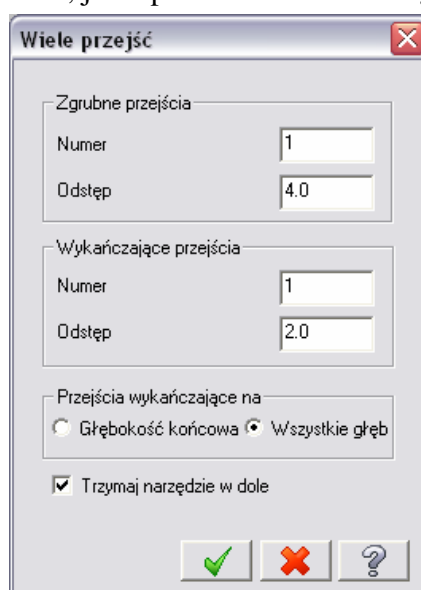 Wiele przejść
Zgrubne przejścia
Numer 1
Odstęp 4.0
Wykańczające przejścia
Numer 1
Odstęp 2.0
Przejścia wykańczające na
Głębokość końcowa Wszystkie głęb
Trzymaj narzędzie w dole